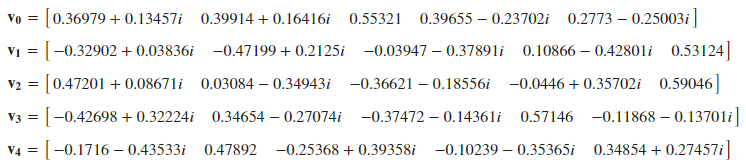 v₀ = [0.36979 + 0.13457i 0.39914 + 0.16416i 0.55321 0.39655 − 0.23702i 0.2773 − 0.25003i]
v₁ = [−0.32902 + 0.03836i −0.47199 + 0.2125i −0.03947 − 0.37891i 0.10866 − 0.42801i 0.53124]
v₂ = [0.47201 + 0.08671i 0.03084 − 0.34943i −0.36621 − 0.18556i −0.0446 + 0.35702i 0.59046]
v₃ = [−0.42698 + 0.32224i 0.34654 − 0.27074i −0.37472 − 0.14361i 0.57146 −0.11868 − 0.13701i]
v₄ = [−0.1716 − 0.43533i 0.47892 −0.25368 + 0.39358i −0.10239 − 0.35365i 0.34854 + 0.27457i]